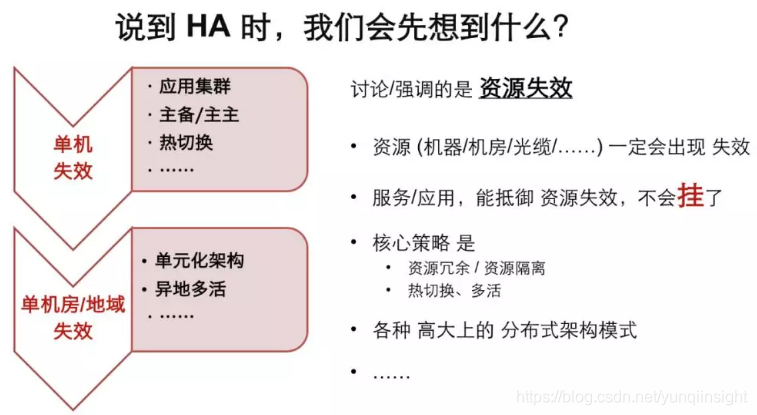 说到 HA 时，我们会先想到什么？
单机
失效
· 应用集群
· 主备/主主
· 热切换
· ……
单机房/地域
失效
· 单元化架构
· 异地多活
· ……
讨论/强调的是 资源失效
• 资源 (机器/机房/光缆/……) 一定会出现 失效
• 服务/应用，能抵御 资源失效，不会挂了
• 核心策略 是
• 资源冗余 / 资源隔离
• 热切换、多活
• 各种 高大上的 分布式架构模式
• ……
https://blog.csdn.net/yunqiinsight